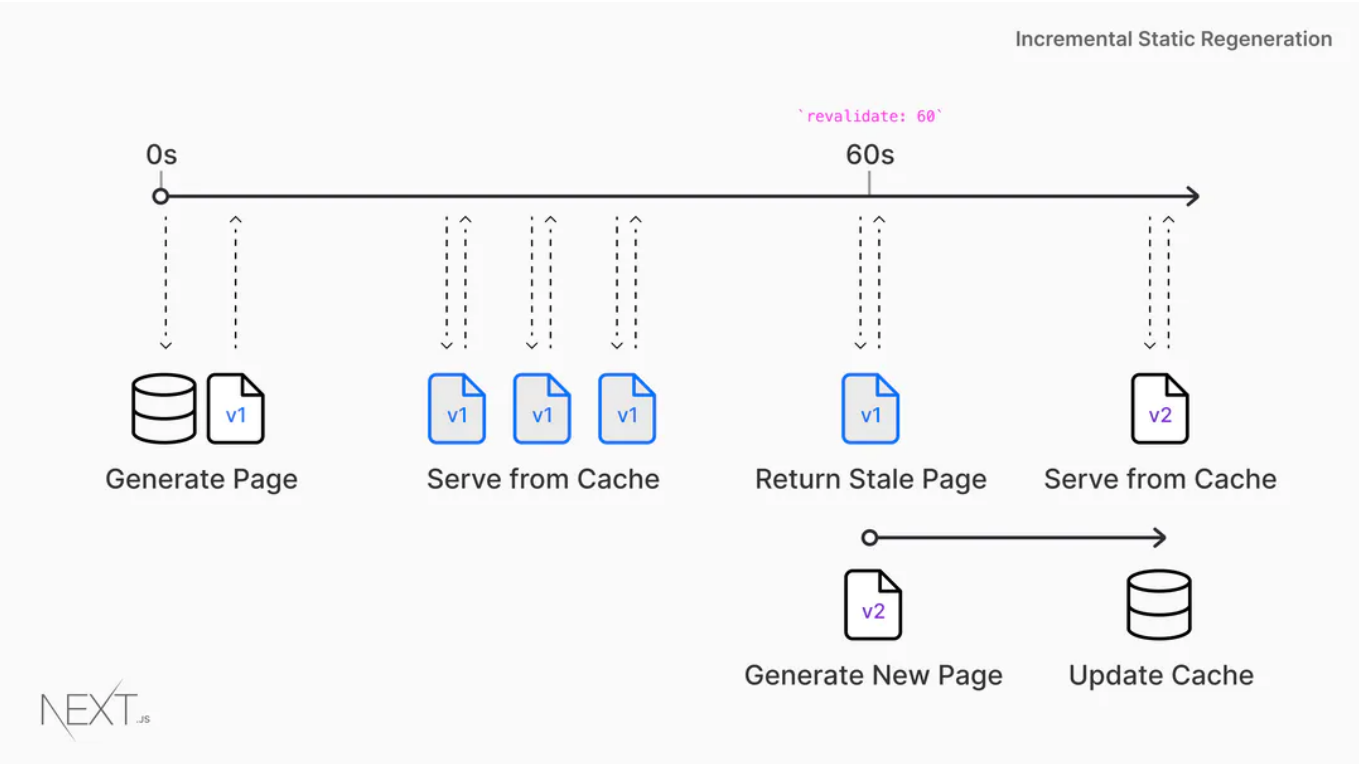 Incremental Static Regeneration
`revalidate: 60`
0s
60s
v1
v1
v1
v1
v1
v2
Generate Page
Serve from Cache
Return Stale Page
Serve from Cache
v2
Generate New Page
Update Cache
NEXT.JS